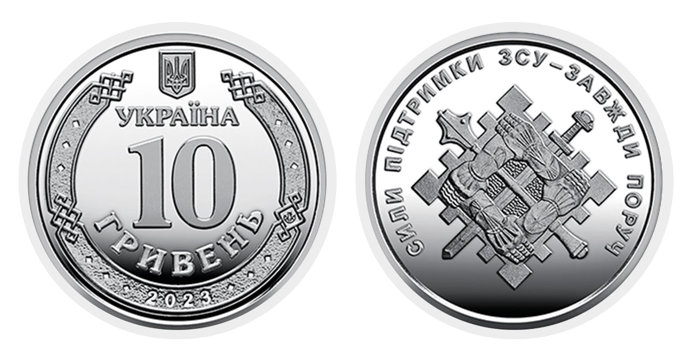 УКРАЇНА
10
ГРИВЕНЬ
2023
СИЛИ ПІДТРИМКИ ЗСУ – ЗАВЖДИ ПОРУЧ